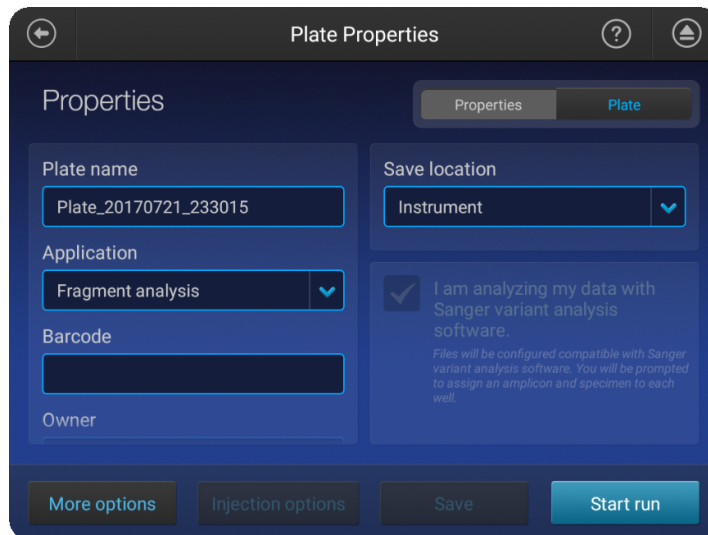 Plate Properties
?
Properties
Properties
Plate
Plate name
Plate_20170721_233015
Application
Fragment analysis
Barcode
Owner
Save location
Instrument
I am analyzing my data with
Sanger variant analysis
software.
Files will be configured compatible with Sanger
variant analysis software. You will be prompted
to assign an amplicon and specimen to each
well.
More options
Injection options
Save
Start run